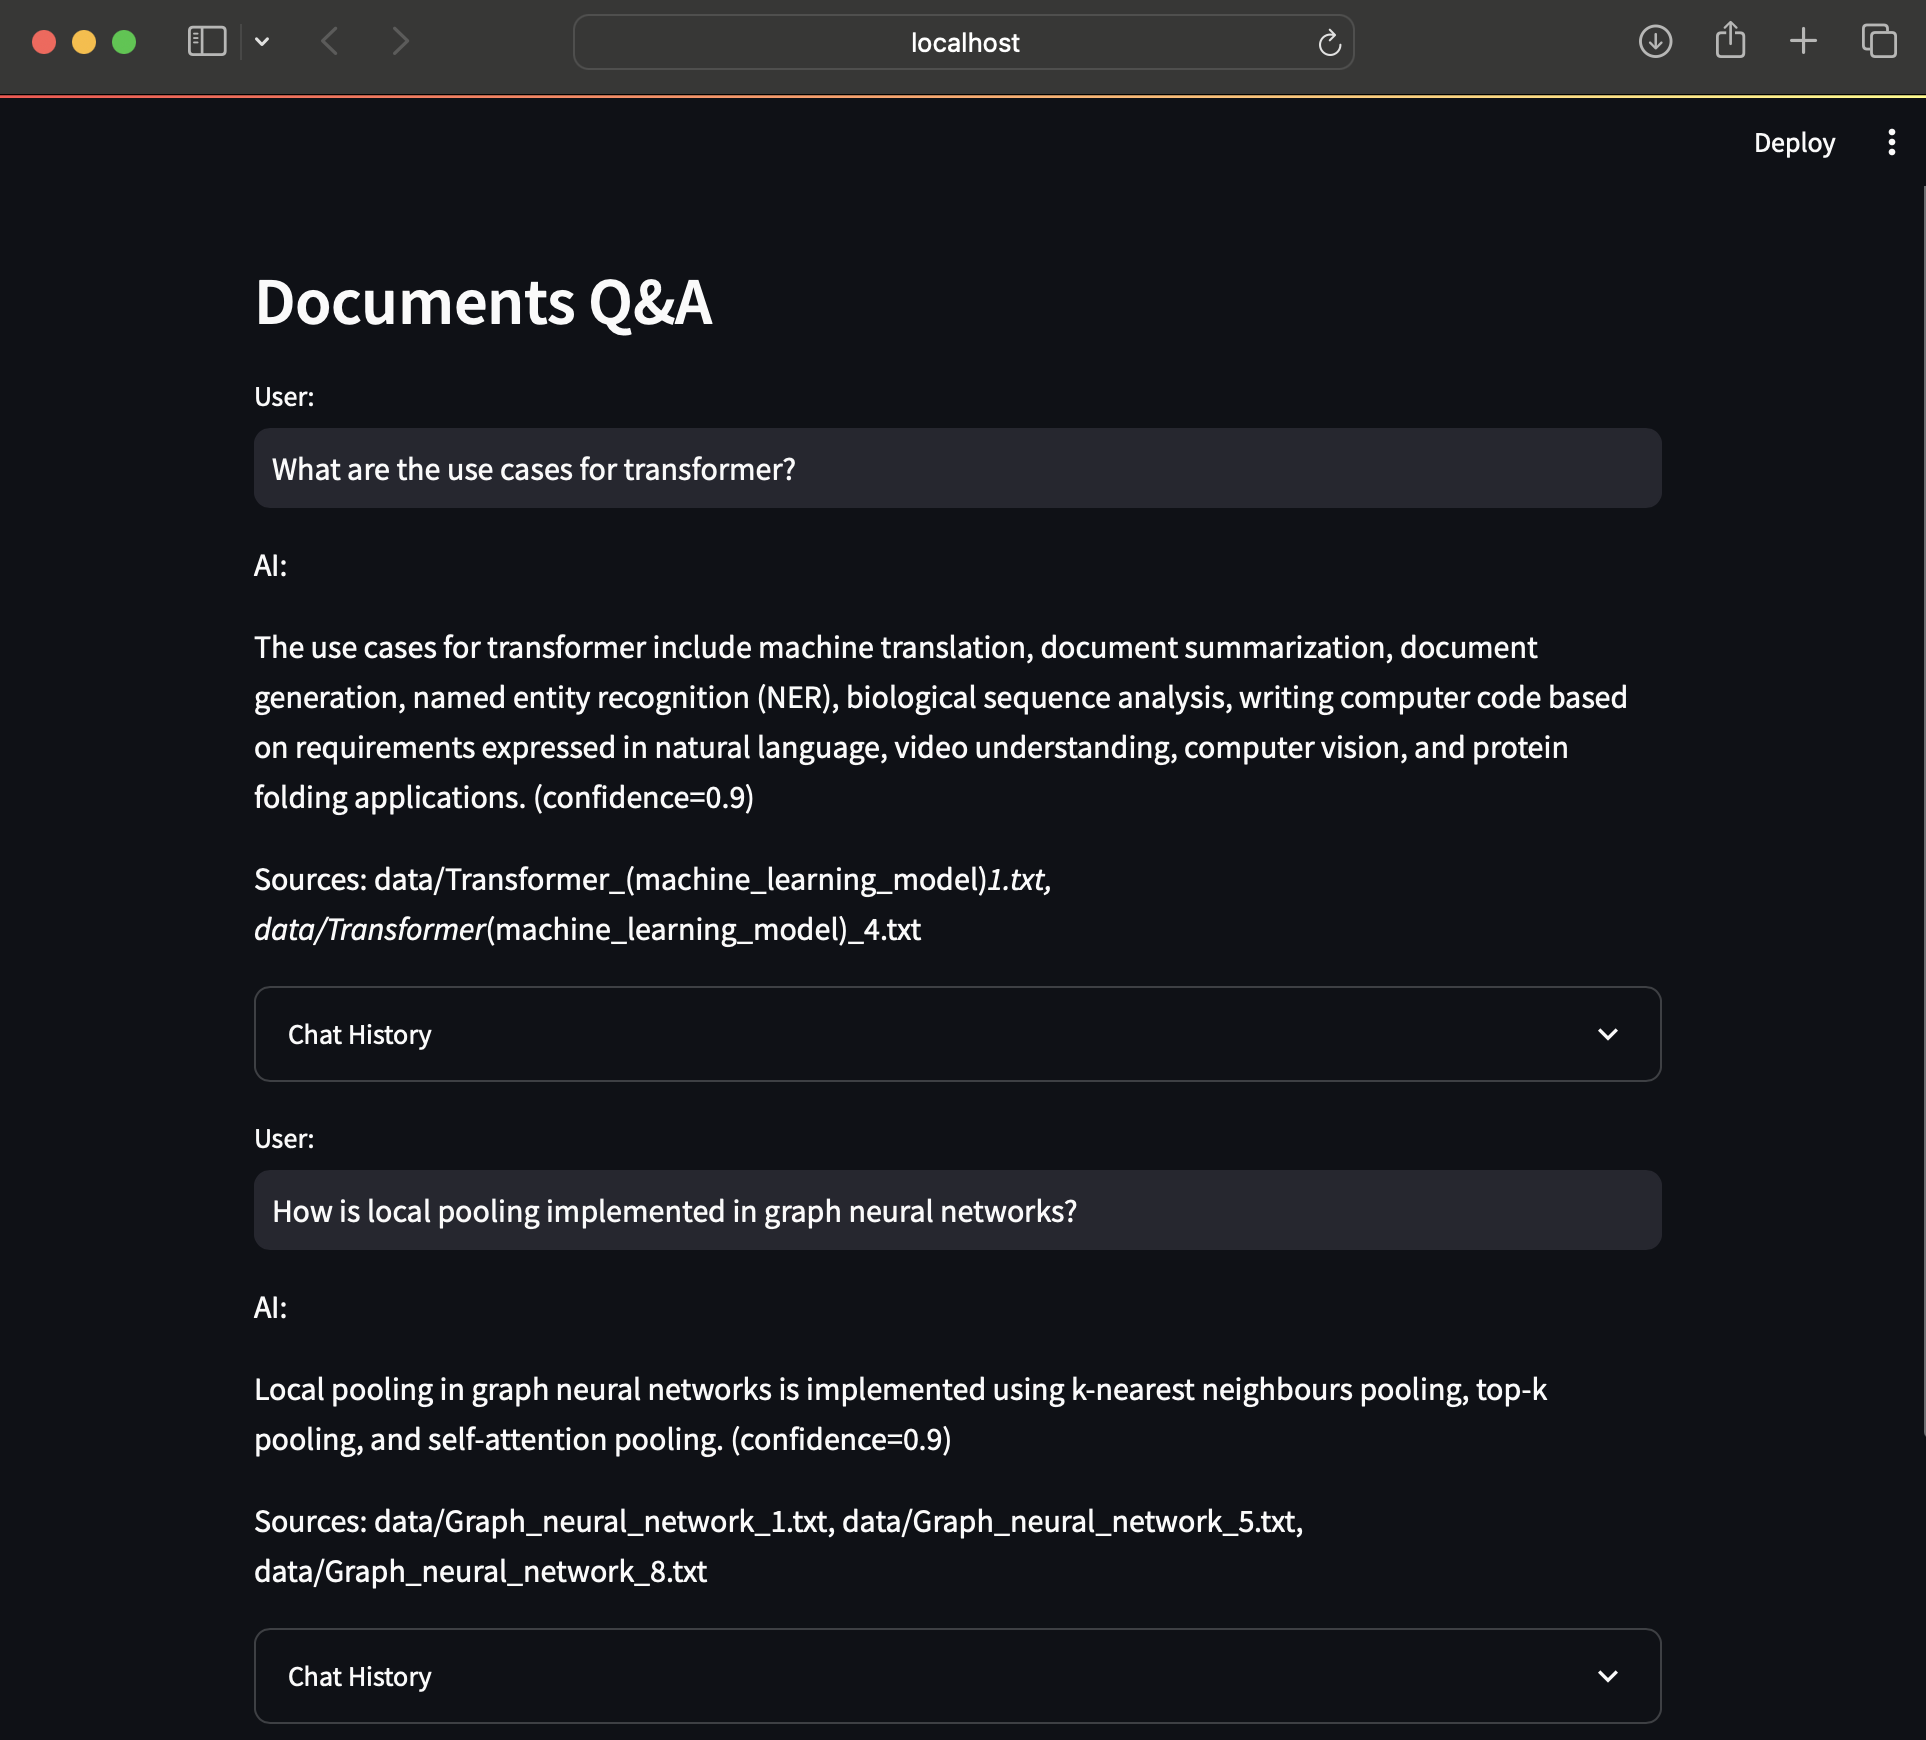 localhost
Deploy
Documents Q&A
User:
What are the use cases for transformer?
AI:
The use cases for transformer include machine translation, document summarization, document
generation, named entity recognition (NER), biological sequence analysis, writing computer code based
on requirements expressed in natural language, video understanding, computer vision, and protein
folding applications. (confidence=0.9)
Sources: data/Transformer_(machine_learning_model)1.txt,
data/Transformer(machine_learning_model)_4.txt
Chat History
User:
How is local pooling implemented in graph neural networks?
AI:
Local pooling in graph neural networks is implemented using k-nearest neighbours pooling, top-k
pooling, and self-attention pooling. (confidence=0.9)
Sources: data/Graph_neural_network_1.txt, data/Graph_neural_network_5.txt,
data/Graph_neural_network_8.txt
Chat History